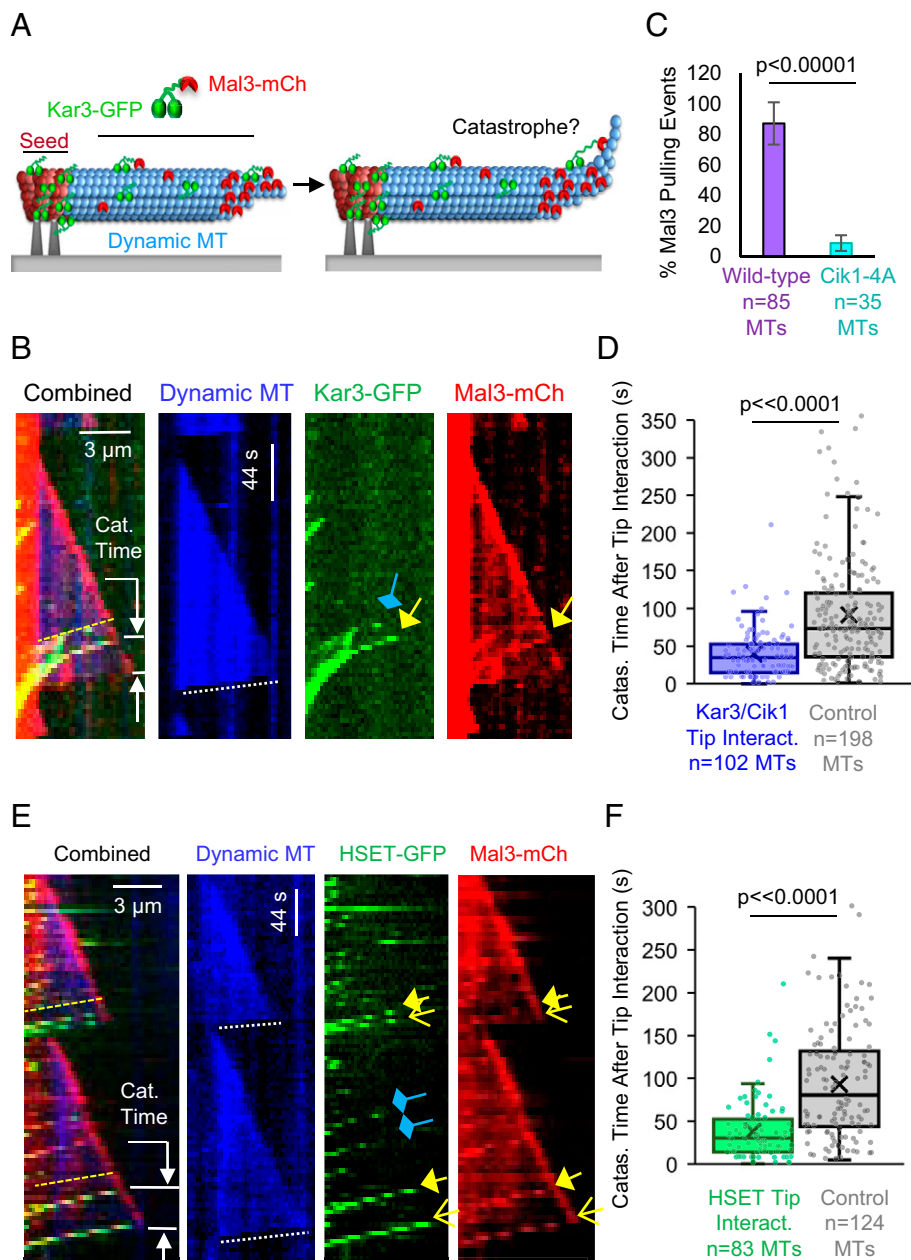 A
Mal3-mCh
Kar3-GFP
Seed
Catastrophe?
Dynamic MT
C
p<0.00001
% Mal3 Pulling Events
120
100
80
60
40
20
0
Wild-type
n=85
MTs
Cik1-4A
n=35
MTs
B
Combined
Dynamic MT
Kar3-GFP
Mal3-mCh
3 µm
44 s
Cat.
Time
D
p<<0.0001
Catas. Time After Tip Interaction (s)
350
300
250
200
150
100
50
0
Kar3/Cik1
Tip Interact.
n=102 MTs
Control
n=198
MTs
E
Combined
Dynamic MT
HSET-GFP
Mal3-mCh
3 µm
44 s
Cat.
Time
F
p<<0.0001
Catas. Time After Tip Interaction (s)
300
250
200
150
100
50
0
HSET Tip
Interact.
n=83 MTs
Control
n=124
MTs